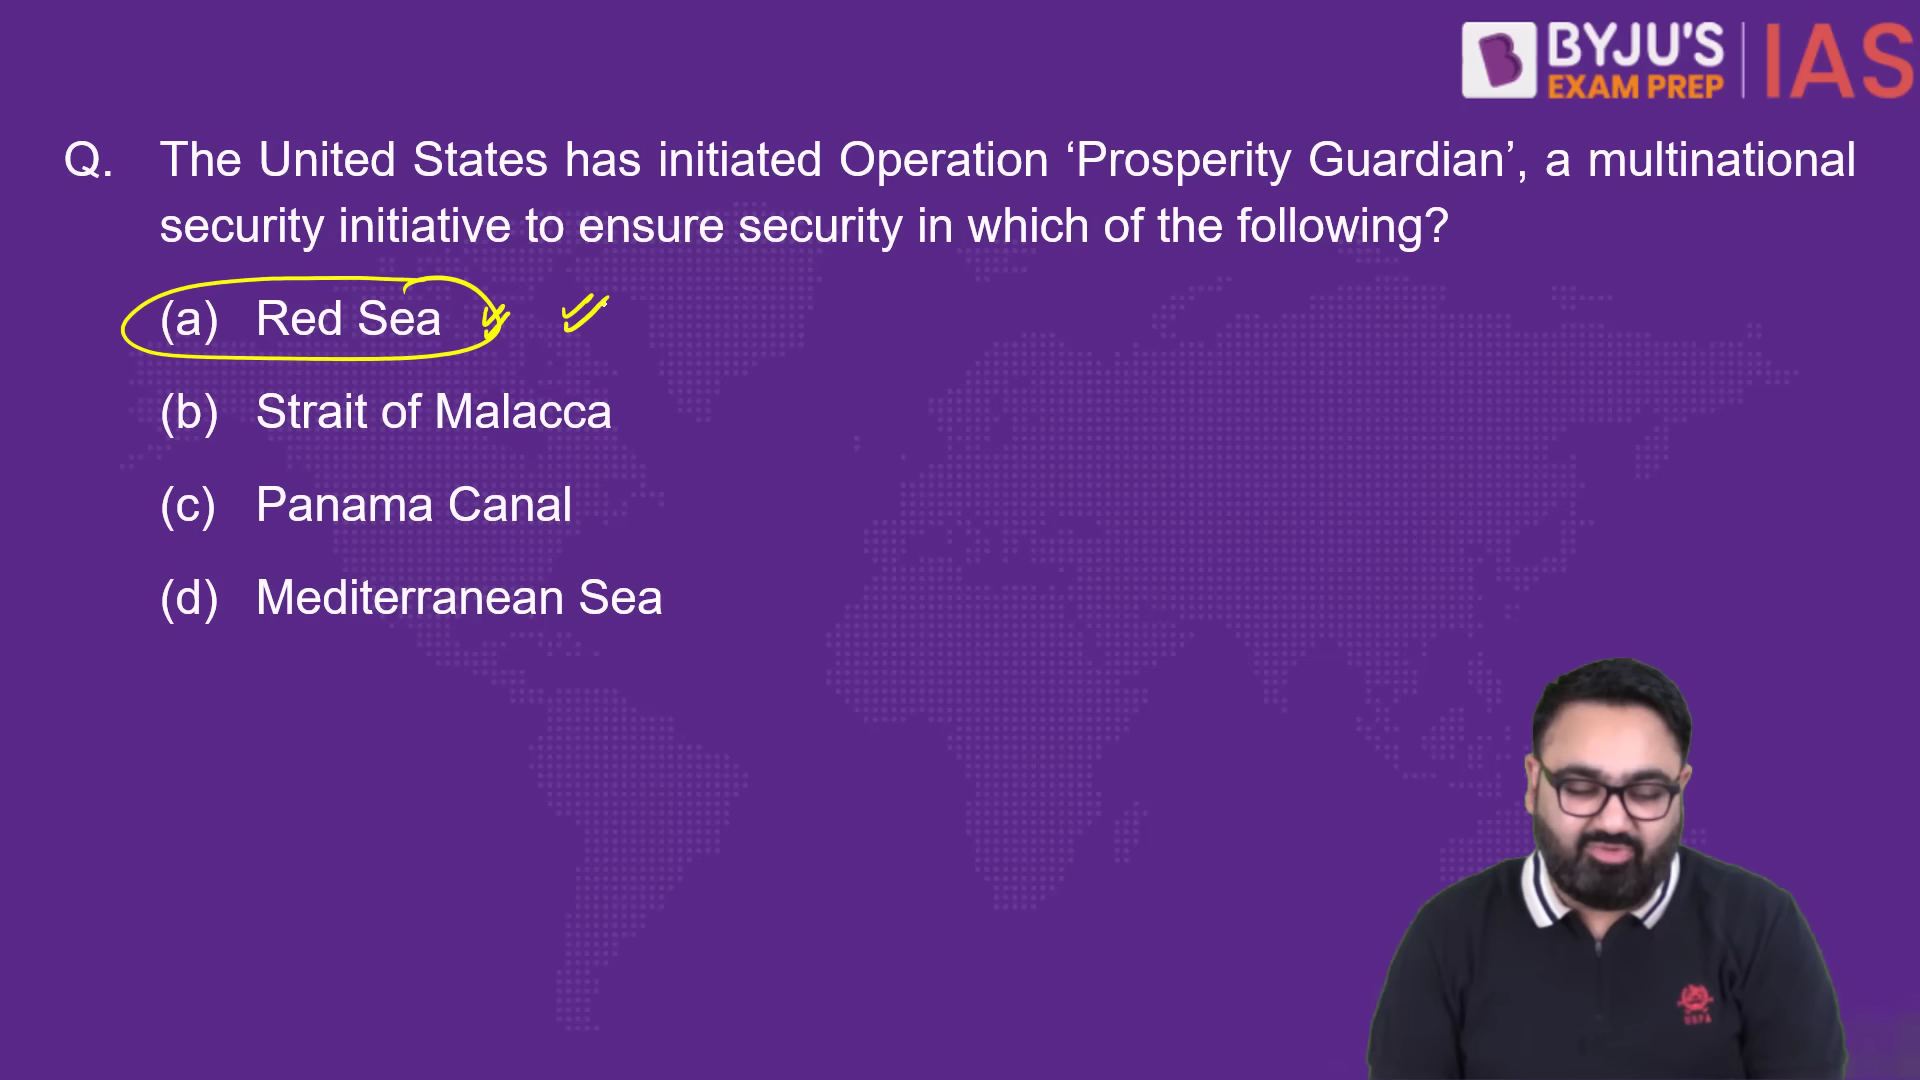 BYJU'S
EXAM PREP
IAS
Q. The United States has initiated Operation ‘Prosperity Guardian’, a multinational
security initiative to ensure security in which of the following?
(a) Red Sea
(b) Strait of Malacca
(c) Panama Canal
(d) Mediterranean Sea
USPA